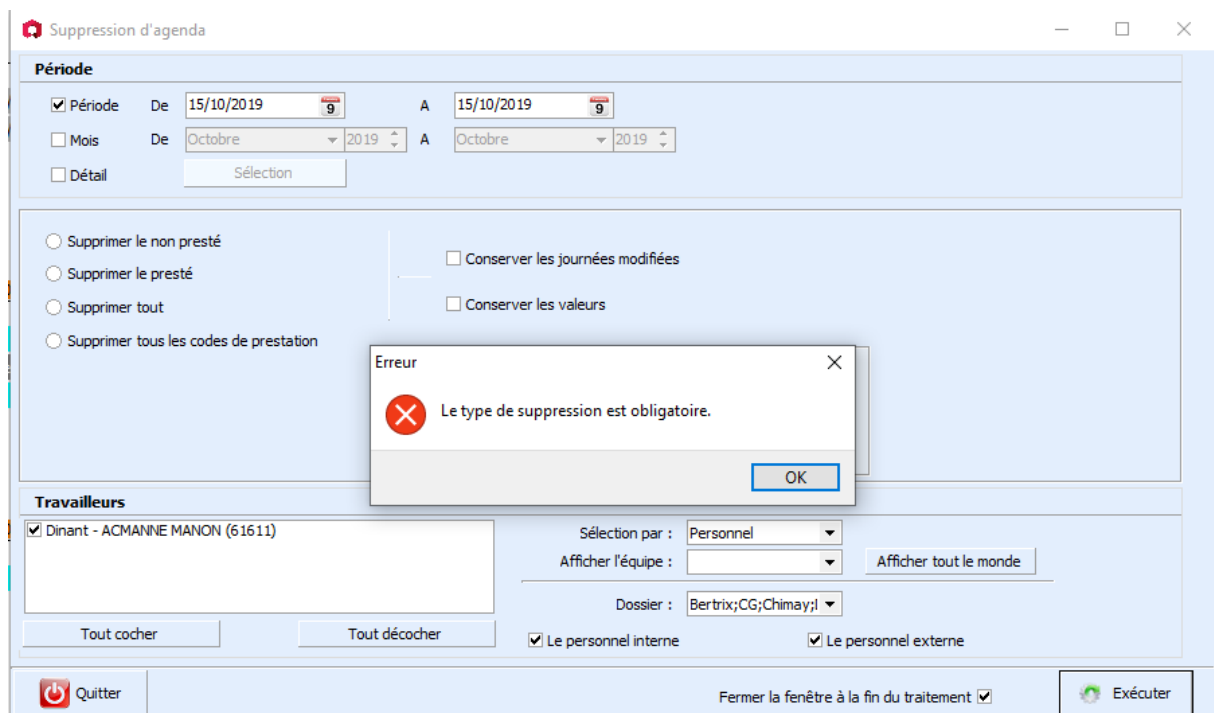 Suppression d'agenda
Période
Période De 15/10/2019 9 A 15/10/2019 9
Mois De Octobre 2019 A Octobre 2019
Détail Sélection
Supprimer le non presté
Supprimer le presté
Supprimer tout
Supprimer tous les codes de prestation
Conserver les journées modifiées
Conserver les valeurs
Erreur
Le type de suppression est obligatoire.
OK
Travailleurs
Dinant - ACMANNE MANON (61611)
Tout cocher Tout décocher
Sélection par : Personnel
Afficher l'équipe : Afficher tout le monde
Dossier : Bertrix;CG;Chimay;
Le personnel interne Le personnel externe
Quitter
Fermer la fenêtre à la fin du traitement
Exécuter